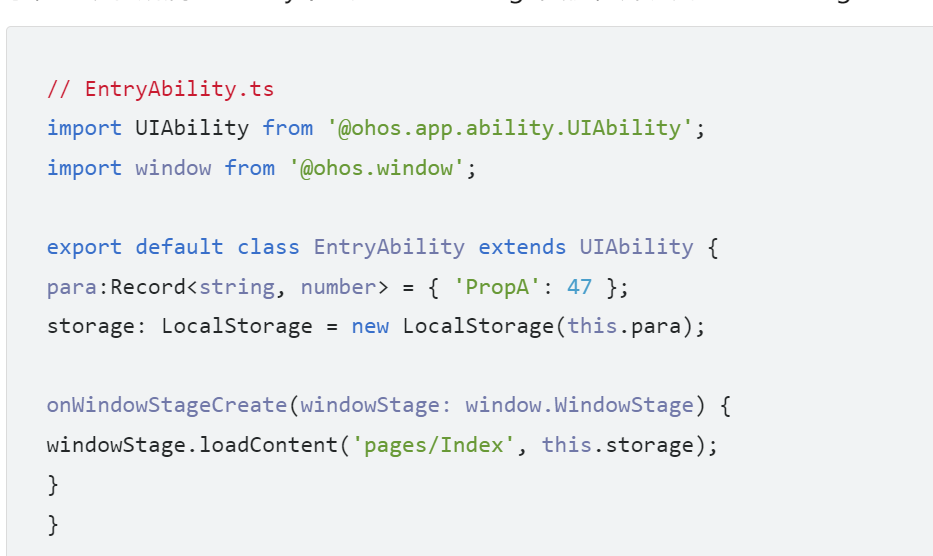 // EntryAbility.ts
import UIAbility from '@ohos.app.ability.UIAbility';
import window from '@ohos.window';
export default class EntryAbility extends UIAbility {
para:Record<string, number> = { 'PropA': 47 };
storage: LocalStorage = new LocalStorage(this.para);
onWindowStageCreate(windowStage: window.WindowStage) {
windowStage.loadContent('pages/Index', this.storage);
}
}